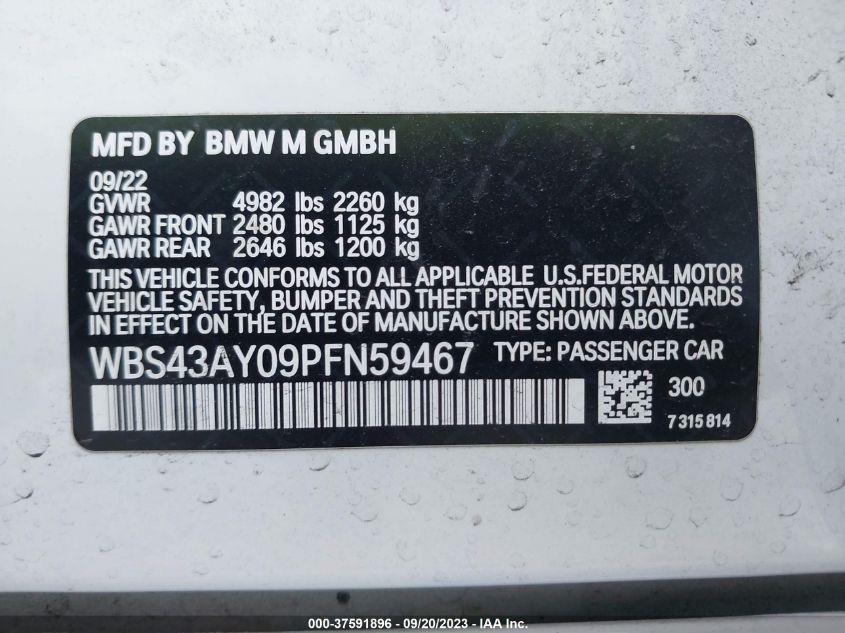 MFD BY BMW M GMBH
09/22
GVWR 4982 lbs 2260 kg
GAWR FRONT 2480 lbs 1125 kg
GAWR REAR 2646 lbs 1200 kg
THIS VEHICLE CONFORMS TO ALL APPLICABLE U.S.FEDERAL MOTOR
VEHICLE SAFETY, BUMPER AND THEFT PREVENTION STANDARDS
IN EFFECT ON THE DATE OF MANUFACTURE SHOWN ABOVE.
WBS43AY09PFN59467 TYPE: PASSENGER CAR
300
7 315 814
000-37591896 - 09/20/2023 - IAA Inc.